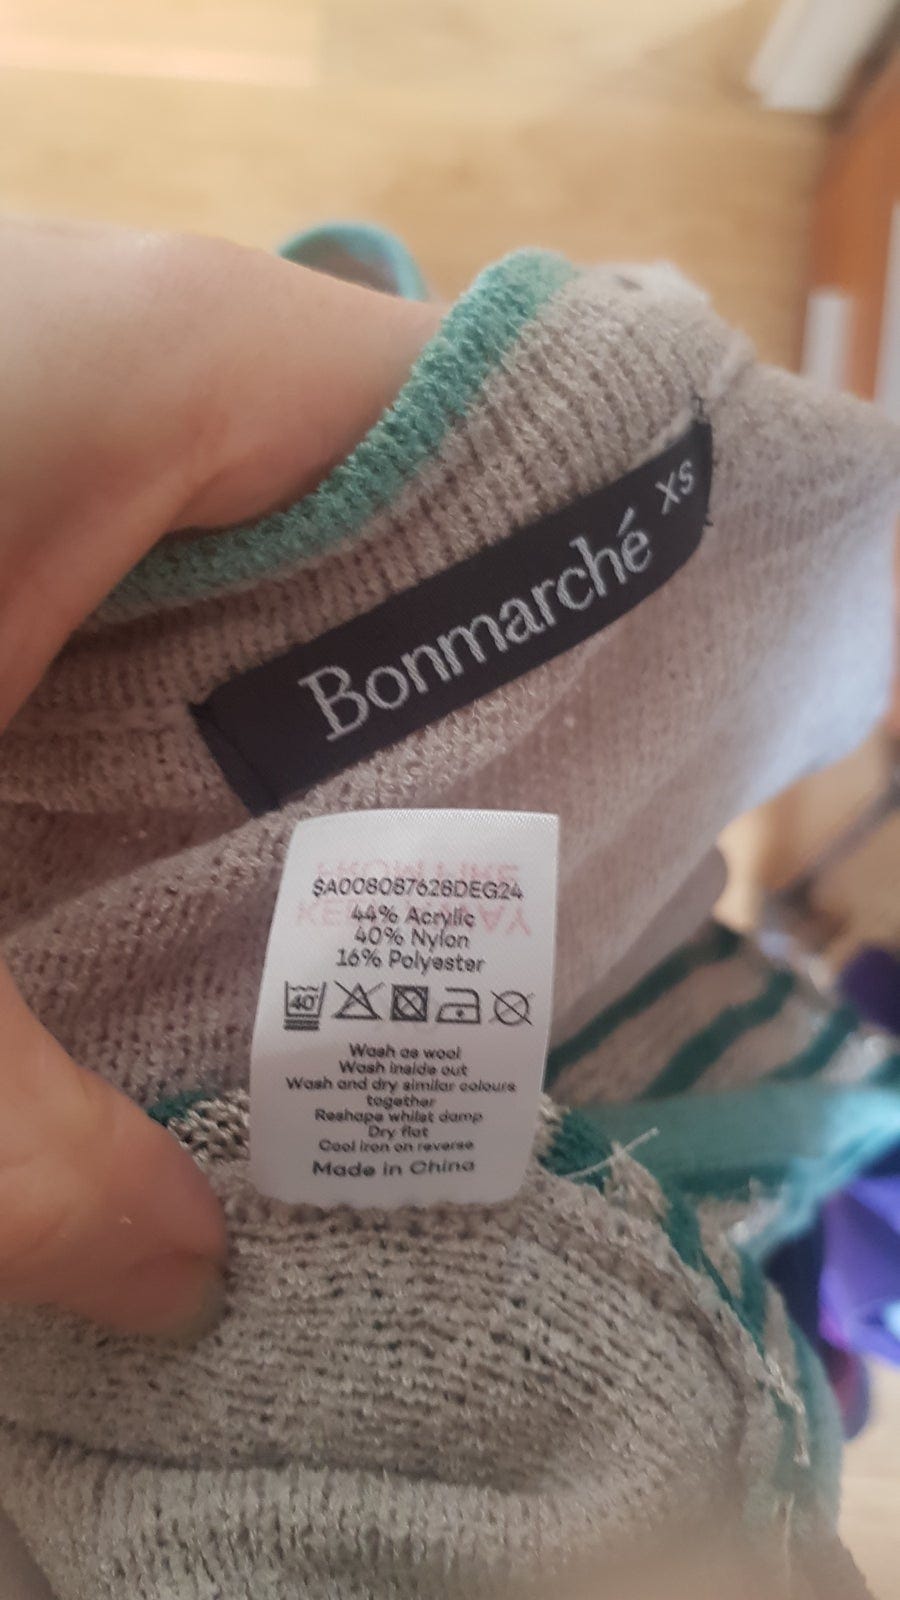 Bonmarché XS
SA008087628DEG24
44% Acrylic
40% Nylon
16% Polyester
40
Wash as wool
Wash inside out
Wash and dry similar colours
together
Reshape whilst damp
Dry flat
Cool iron on reverse
Made in China